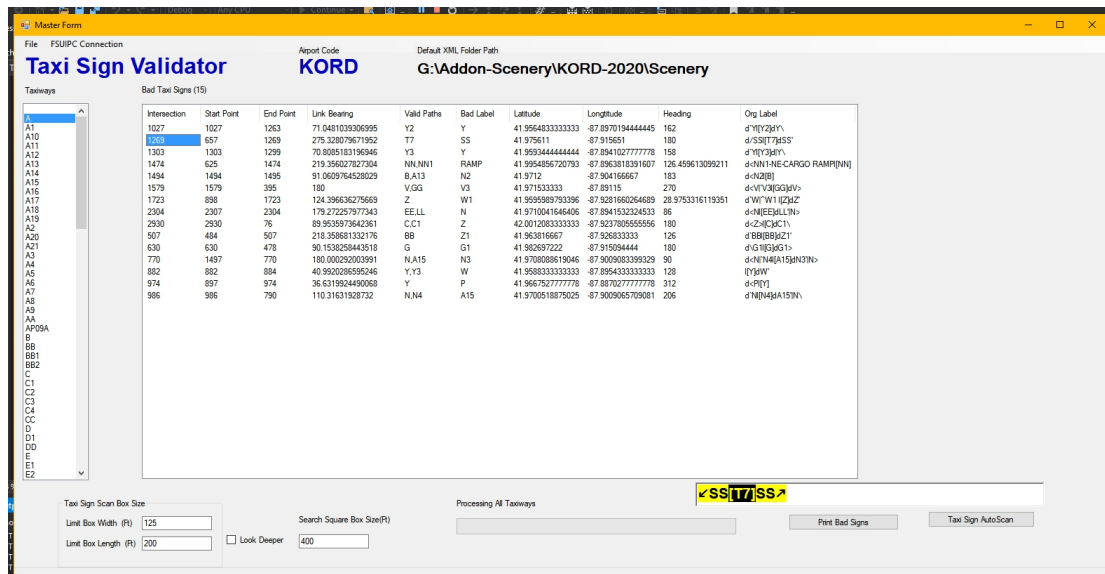 Debug Any CPU Continue
Master Form
File FSUIPC Connection
Airport Code Default XML Folder Path
Taxi Sign Validator KORD G:\Addon-Scenery\KORD-2020\Scenery
Taxiways Bad Taxi Signs (15)
Intersection Start Point End Point Link Bearing Valid Paths Bad Label Latitude Longtitude Heading Org Label
1027 1027 1263 71.0481039306995 Y2 Y 41.9564833333333 -87.8970194444445 162 d'Y![Y2]dY\
1269 657 1269 275.328079671952 T7 SS 41.975611 -87.915651 180 d/SS![T7]dSS'
1303 1303 1299 70.8085183196946 Y3 Y 41.9593444444444 -87.8941027777778 158 d'Y![Y3]dY\
1474 625 1474 219.356027827304 NN,NN1 RAMP 41.9954856720793 -87.8963818391607 126.459613099211 d<NN1-NE-CARGO RAMP![NN]
1494 1494 1495 91.0609764528029 B,A13 N2 41.9712 -87.904166667 183 d<N2![B]
1579 1579 395 180 V,GG V3 41.971533333 -87.89115 270
1723 898 1723 124.396636275669 Z W1 41.9595989793396 -87.9281660264689 28.9753316119351
2304 2307 2304 179.272257977343 EE,LL N 41.9710041646406 -87.8941532324533 86 d<N![EE]dLL'!N>
2930 2930 76 89.9535973642361 C,C1 Z 42.0012083333333 -87.9237805555556 180 d<Z>![C]dC1\
507 484 507 218.358681332176 BB Z1 41.963816667 -87.926833333 126 d'BB![BB]dZ1'
630 630 478 90.1538258443518 G G1 41.982697222 -87.915094444 180 d\G1![G]dG1>
770 1497 770 180.000292003991 N,A15 N3 41.9708088619046 -87.9009083399329 90
882 882 884 40.9920286595246 Y,Y3 W 41.9588333333333 -87.8954333333333 128 ![Y]dW'
974 897 974 36.6319924490068 Y P 41.9667527777778 -87.8870277777778 312 d<P![Y]
986 986 790 110.31631928732 N,N4 A15 41.9700518875025 -87.9009065709081 206 d'N![N4]dA15'!N\
A
A1
A10
A11
A12
A13
A14
A15
A16
A17
A18
A19
A2
A20
A21
A3
A4
A5
A6
A7
A8
A9
AA
AP09A
B
BB
BB1
BB2
C
C1
C2
C3
C4
CC
D
D1
DD
E
E1
E2
↙SS[T7]SS↗
Taxi Sign Scan Box Size
Processing All Taxiways
Limit Box Width (Ft) 125
Search Square Box Size(Ft)
Print Bad Signs Taxi Sign AutoScan
Limit Box Length (Ft) 200 Look Deeper 400